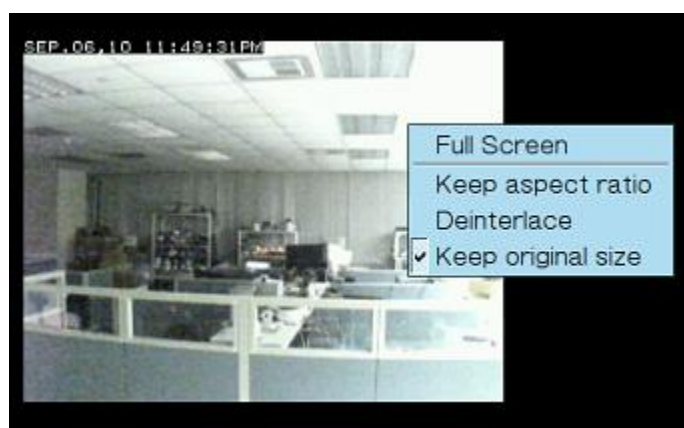 SEP.06,10 11:49:31PM
Full Screen
Keep aspect ratio
Deinterlace
Keep original size